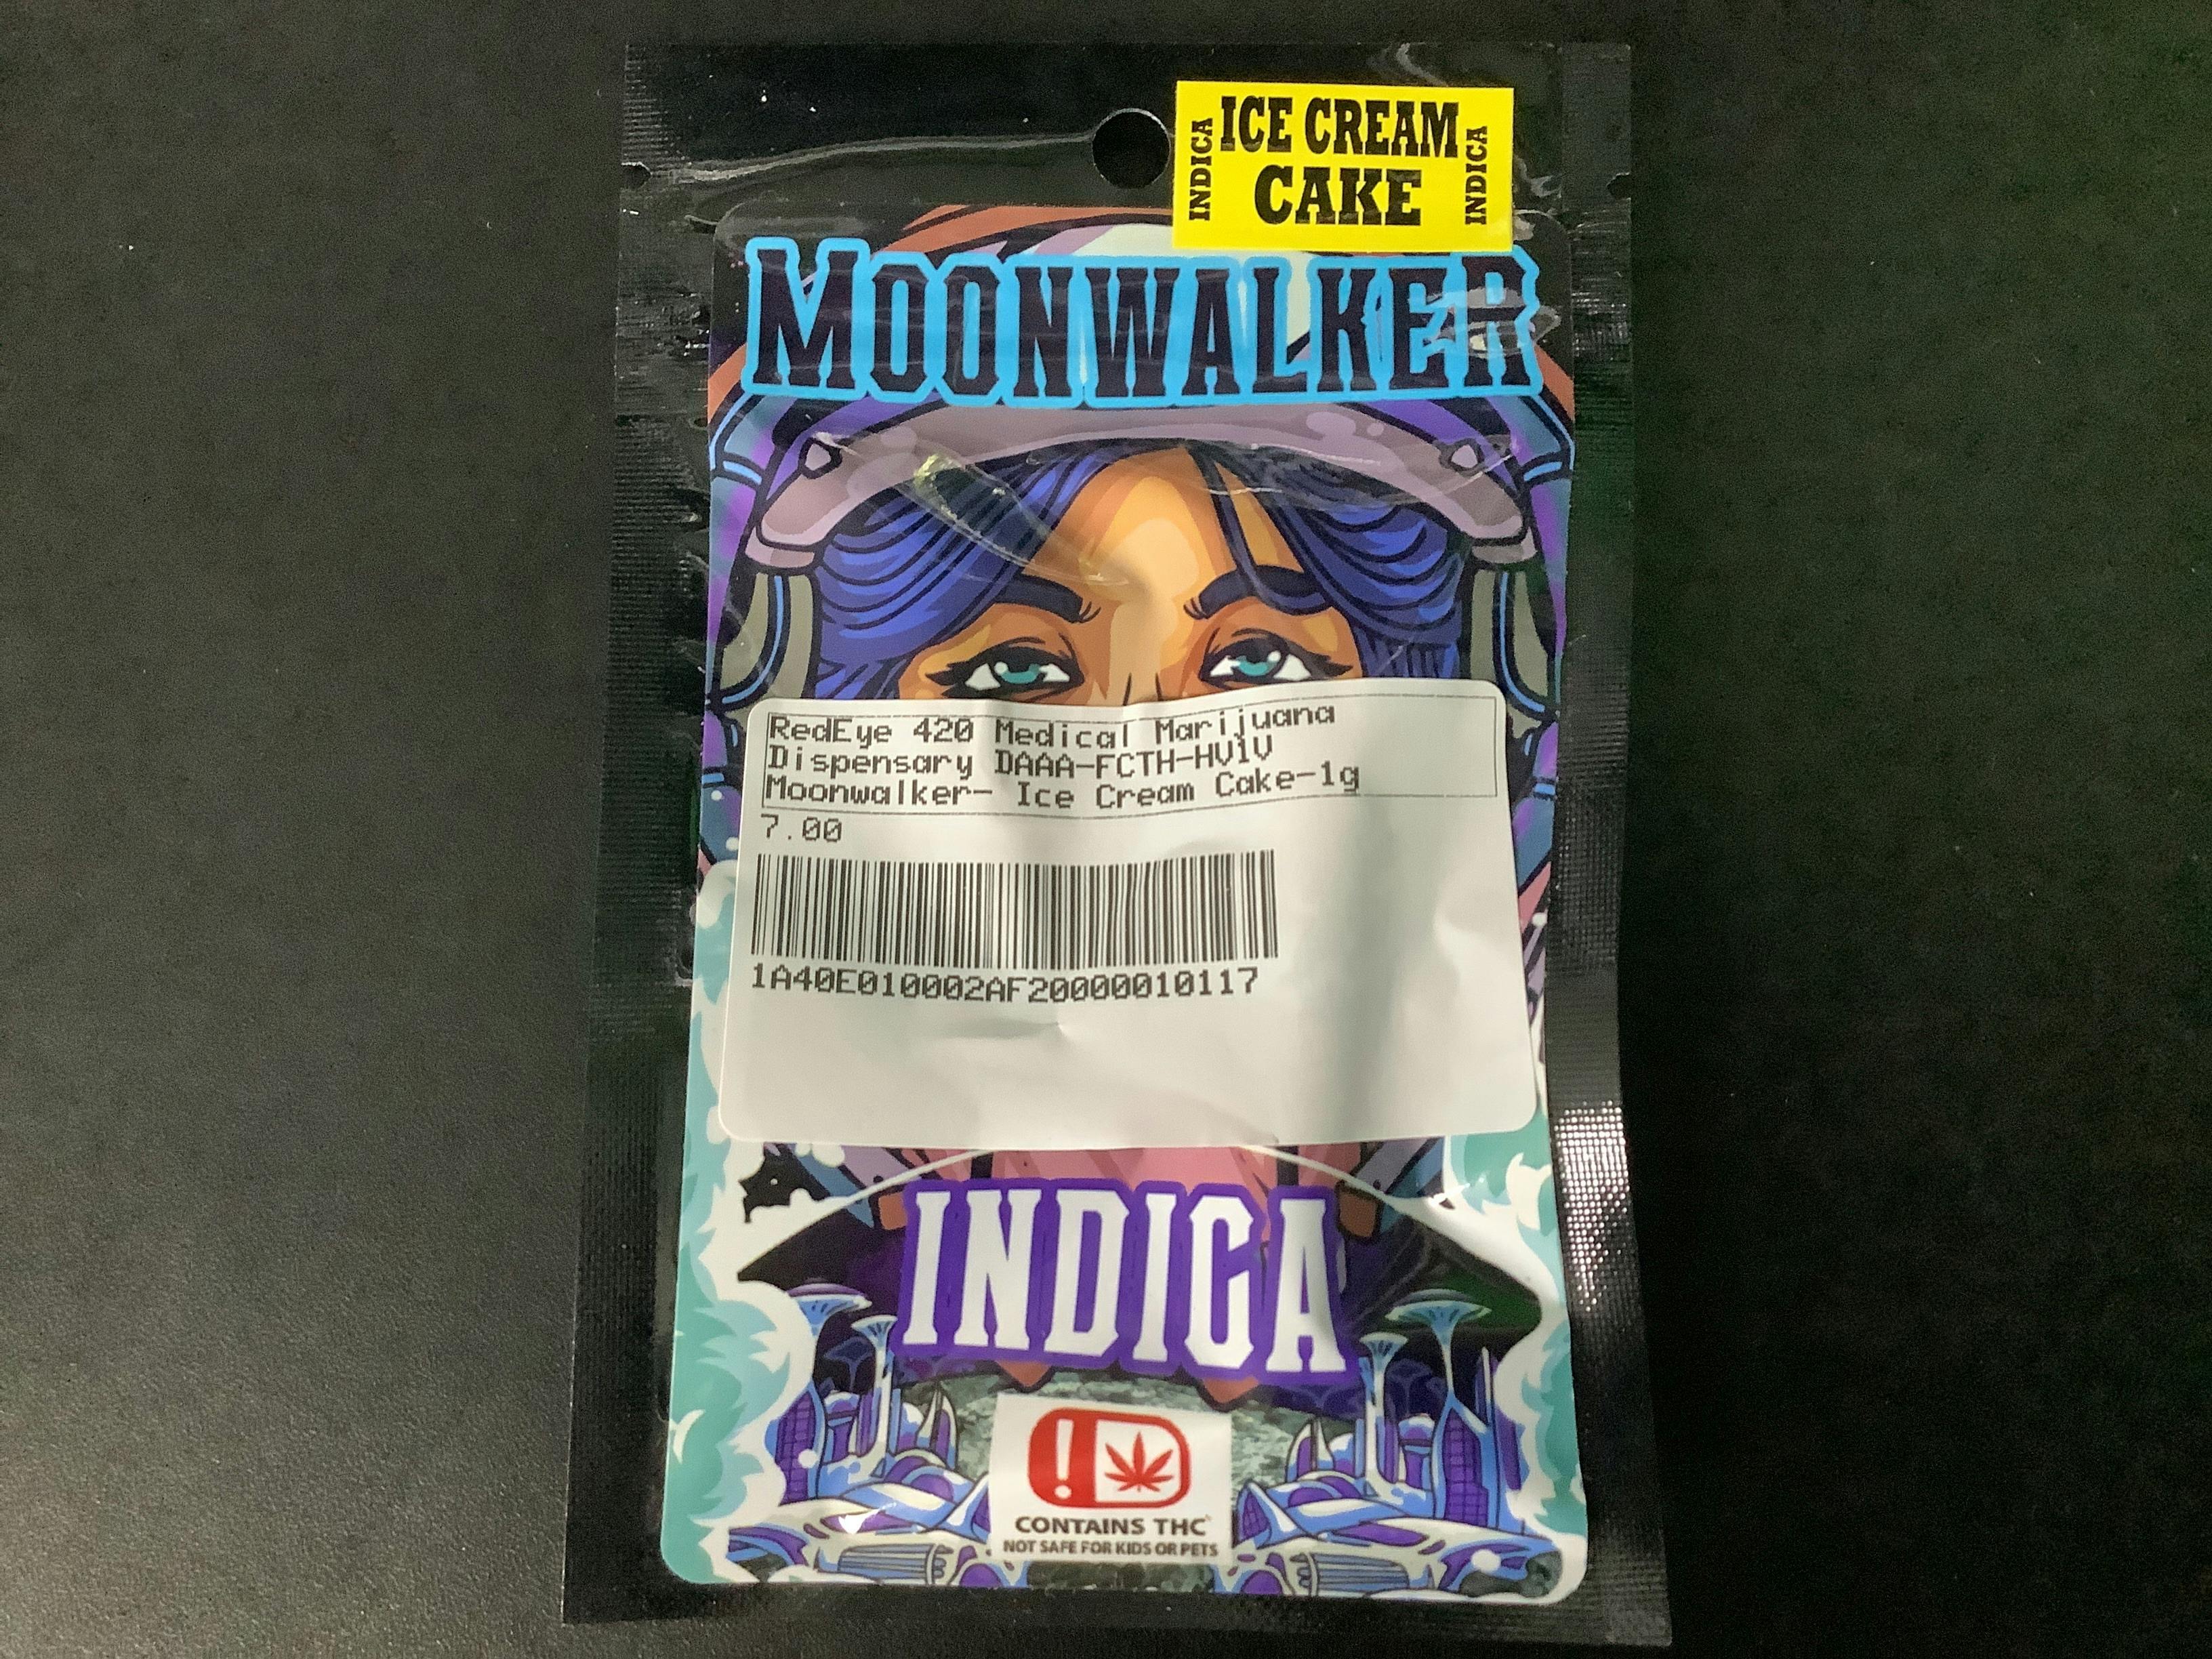 ICE CREAM
CAKE
INDICA
INDICA
MOONWALKER
RedEye 420 Medical Marijuana
Dispensary DAAA-FCTH-HV1V
Moonwalker- Ice Cream Cake-1g
7.00
1A40E010002AF20000010117
INDICA
!
CONTAINS THC
NOT SAFE FOR KIDS OR PETS